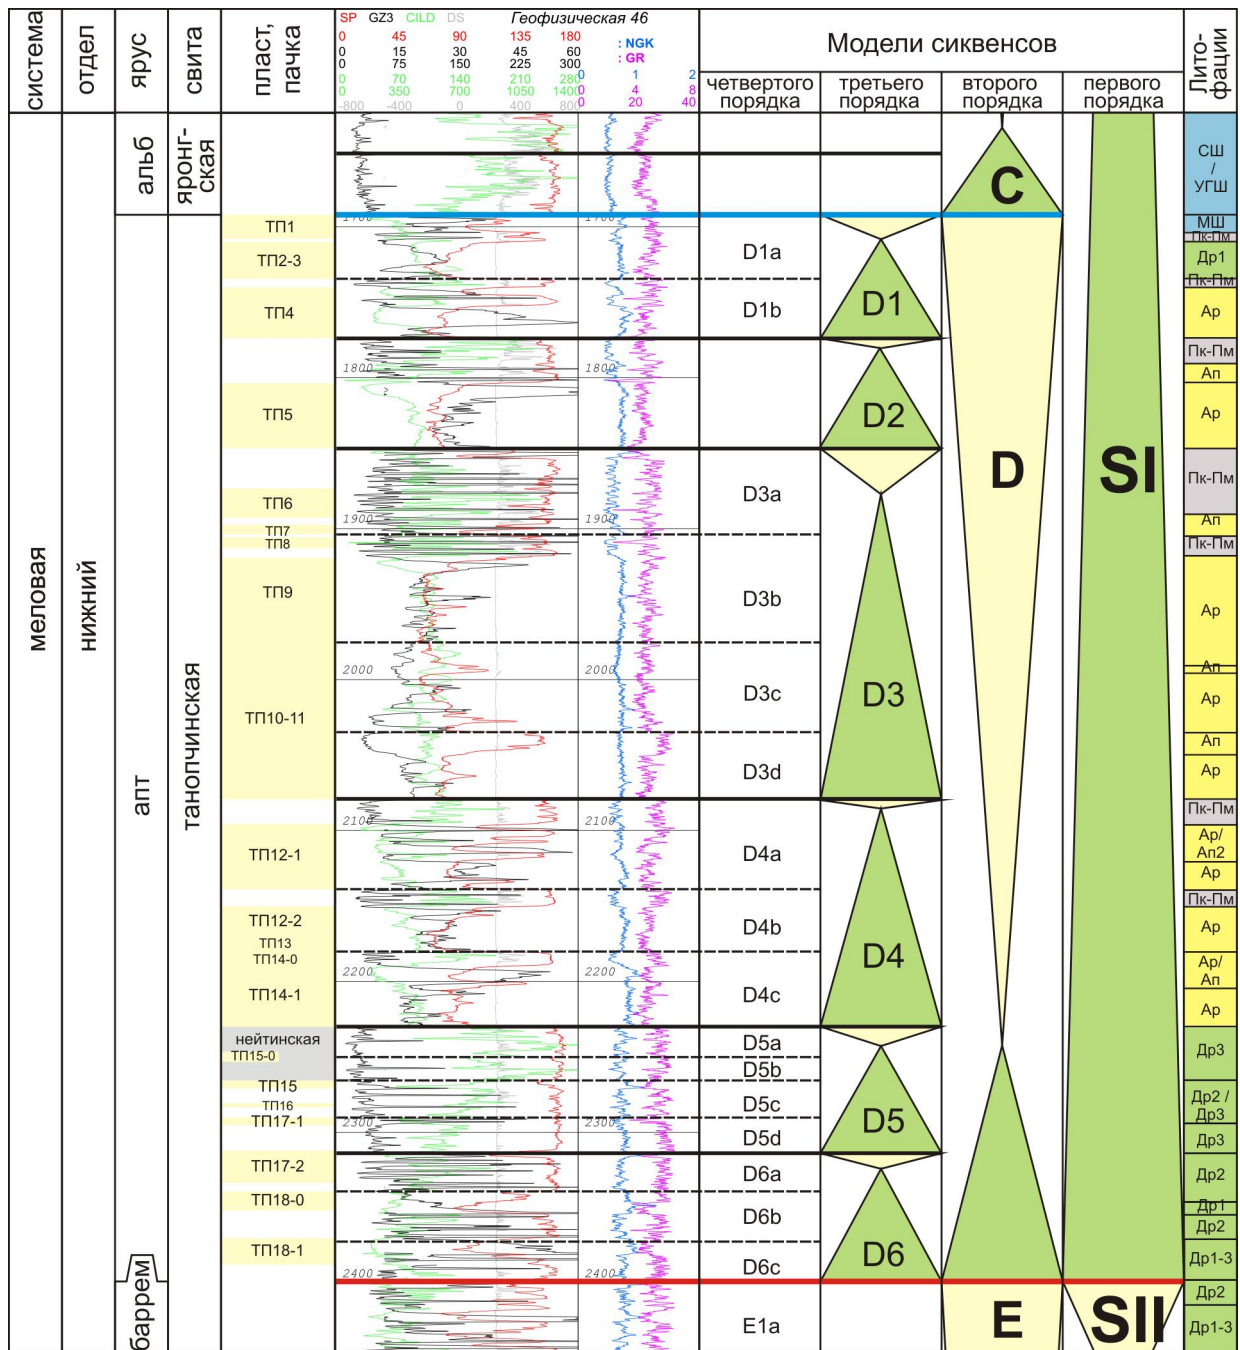 система
отдел
ярус
свита
пласт,
пачка
SP GZ3 CILD DS
Геофизическая 46
0 45 90 135 180
0 15 30 45 60
0 75 150 225 300
0 70 140 210 280
0 350 700 1050 1400
-800 -400 0 400 800
: NGK
: GR
0 1 2
0 4 8
0 20 40
Модели сиквенсов
четвертого
порядка
третьего
порядка
второго
порядка
первого
порядка
Лито-
фации
меловая
нижний
альб
апт
баррем
яронг-
ская
танопчинская
ТП1
ТП2-3
ТП4
ТП5
ТП6
ТП7
ТП8
ТП9
ТП10-11
ТП12-1
ТП12-2
ТП13
ТП14-0
ТП14-1
нейтинская
ТП15-0
ТП15
ТП16
ТП17-1
ТП17-2
ТП18-0
ТП18-1
1700
1800
1900
2000
2100
2200
2300
2400
1700
1800
1900
2000
2100
2200
2300
2400
D1a
D1b
D3a
D3b
D3c
D3d
D4a
D4b
D4c
D5a
D5b
D5c
D5d
D6a
D6b
D6c
E1a
D1
D2
D3
D4
D5
D6
C
D
E
SI
SII
СШ
/
УГШ
МШ
Пк-Пм
Др1
Пк-Пм
Ар
Пк-Пм
Ап
Ар
Пк-Пм
Ап
Пк-Пм
Ар
Ап
Ар
Ап
Ар
Пк-Пм
Ар/
Ап2
Ар
Пк-Пм
Ар
Ар/
Ап
Ар
Др3
Др2 /
Др3
Др3
Др2
Др1
Др2
Др1-3
Др2
Др1-3